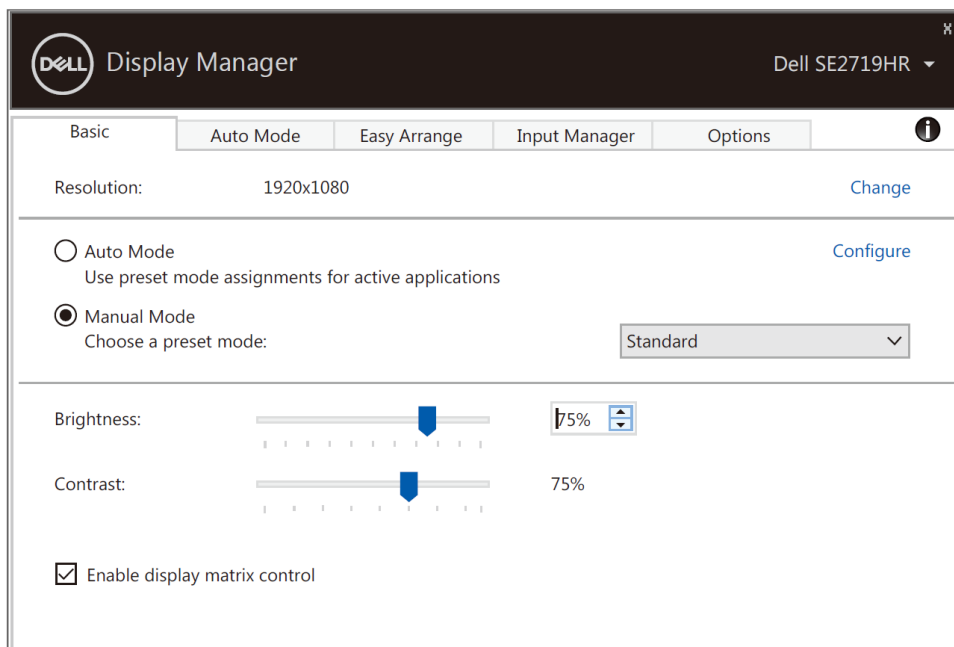 X
DELL Display Manager
Dell SE2719HR
Basic Auto Mode Easy Arrange Input Manager Options i
Resolution: 1920x1080 Change
Auto Mode Configure
Use preset mode assignments for active applications
Manual Mode
Choose a preset mode: Standard
Brightness: 75%
Contrast: 75%
Enable display matrix control